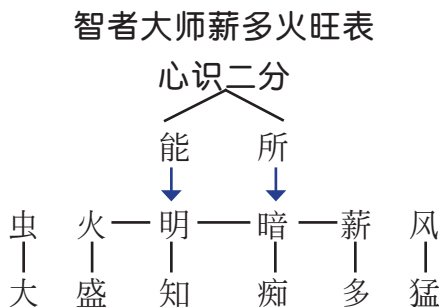 智者大师薪多火旺表
心识二分
能 所
虫 火 明 暗 薪 风
大 盛 知 痴 多 猛